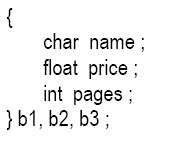 {
char name ;
float price ;
int pages ;
} b1, b2, b3 ;